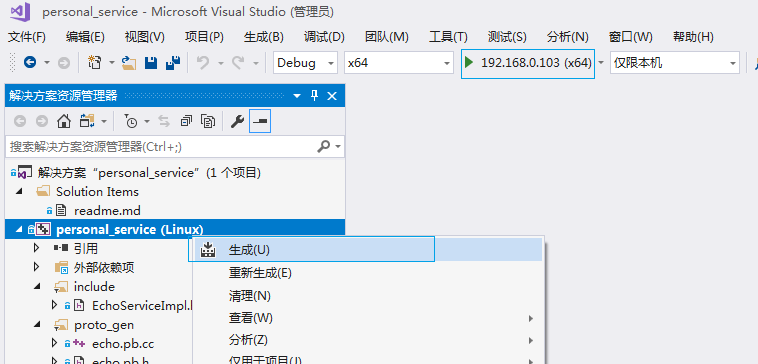 personal_service - Microsoft Visual Studio (管理员)
文件(F) 编辑(E) 视图(V) 项目(P) 生成(B) 调试(D) 团队(M) 工具(T) 测试(S) 分析(N) 窗口(W) 帮助(H)
Debug x64 192.168.0.103 (x64) 仅限本机
解决方案资源管理器
搜索解决方案资源管理器(Ctrl+;)
解决方案"personal_service"(1 个项目)
Solution Items
readme.md
personal_service (Linux)
引用
外部依赖项
include
EchoServiceImpl.h
proto_gen
echo.pb.cc
echo.pb.h
生成(U)
重新生成(E)
清理(N)
查看(W)
分析(Z)
仅用于项目(J)